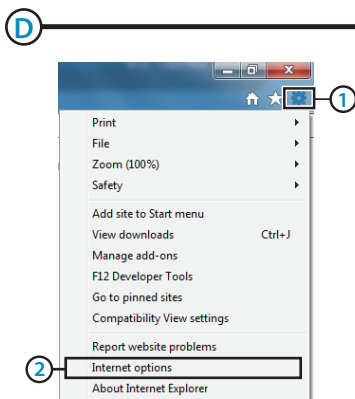 D
1
Print
File
Zoom (100%)
Safety
Add site to Start menu
View downloads Ctrl+J
Manage add-ons
F12 Developer Tools
Go to pinned sites
Compatibility View settings
Report website problems
2 Internet options
About Internet Explorer